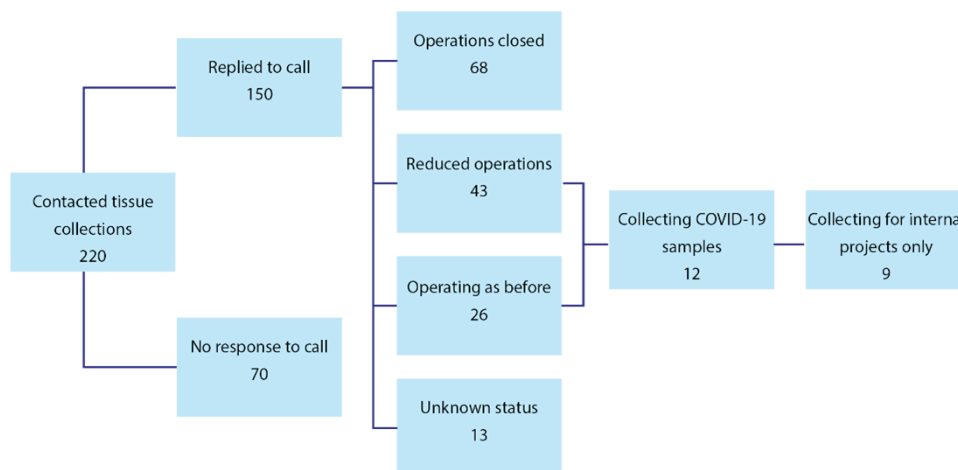 Contacted tissue
collections
220
Replied to call
150
No response to call
70
Operations closed
68
Reduced operations
43
Operating as before
26
Unknown status
13
Collecting COVID-19
samples
12
Collecting for interna
projects only
9